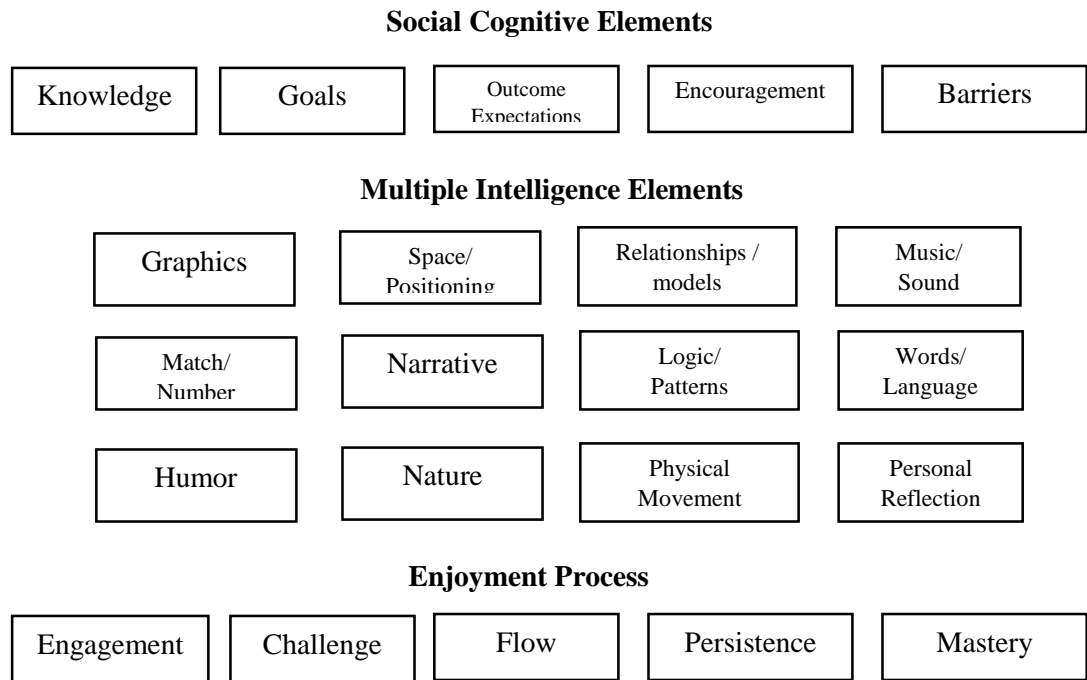 Social Cognitive Elements
Knowledge
Goals
Outcome
Expectations
Encouragement
Barriers
Multiple Intelligence Elements
Graphics
Space/
Positioning
Relationships /
models
Music/
Sound
Match/
Number
Narrative
Logic/
Patterns
Words/
Language
Humor
Nature
Physical
Movement
Personal
Reflection
Enjoyment Process
Engagement
Challenge
Flow
Persistence
Mastery